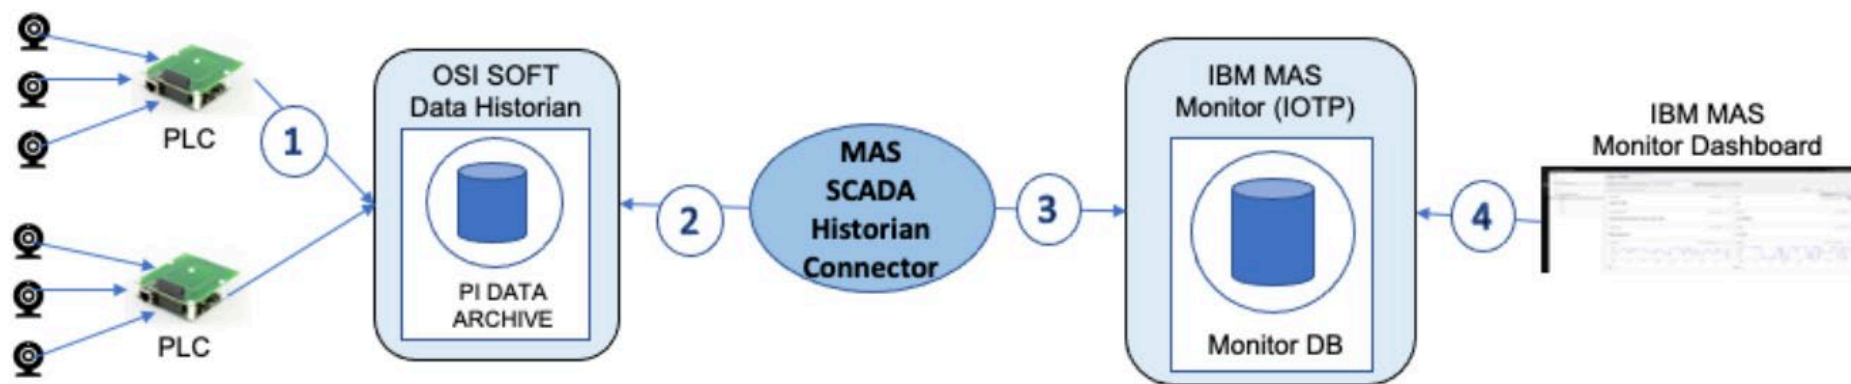 PLC
1
PLC
OSI SOFT
Data Historian
PI DATA
ARCHIVE
2
MAS
SCADA
Historian
Connector
3
IBM MAS
Monitor (IOTP)
Monitor DB
4
IBM MAS
Monitor Dashboard